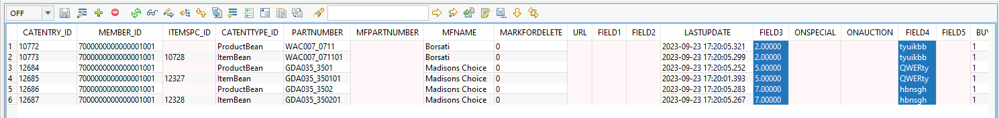 OFF
CATENTRY_ID MEMBER_ID ITEMSPC_ID CATENTTYPE_ID PARTNUMBER MFPARTNUMBER MFNAME MARKFORDELETE URL FIELD1 FIELD2 LASTUPDATE FIELD3 ONSPECIAL ONAUCTION FIELD4 FIELD5 BUY
1 10772 7000000000000001001 ProductBean WAC007_0711 Borsati 0 2023-09-23 17:20:05.321 2.00000 tyuikbb 1
2 10773 7000000000000001001 10728 ItemBean WAC007_071101 Borsati 0 2023-09-23 17:20:05.299 2.00000 tyuikbb 1
3 12684 7000000000000001001 ProductBean GDA035_3501 Madisons Choice 0 2023-09-23 17:20:05.252 5.00000 QWERty 1
4 12685 7000000000000001001 12327 ItemBean GDA035_350101 Madisons Choice 0 2023-09-23 17:20:01.393 5.00000 QWERty 1
5 12686 7000000000000001001 ProductBean GDA035_3502 Madisons Choice 0 2023-09-23 17:20:05.283 7.00000 hbnsgh 1
6 12687 7000000000000001001 12328 ItemBean GDA035_350201 Madisons Choice 0 2023-09-23 17:20:05.267 7.00000 hbnsgh 1